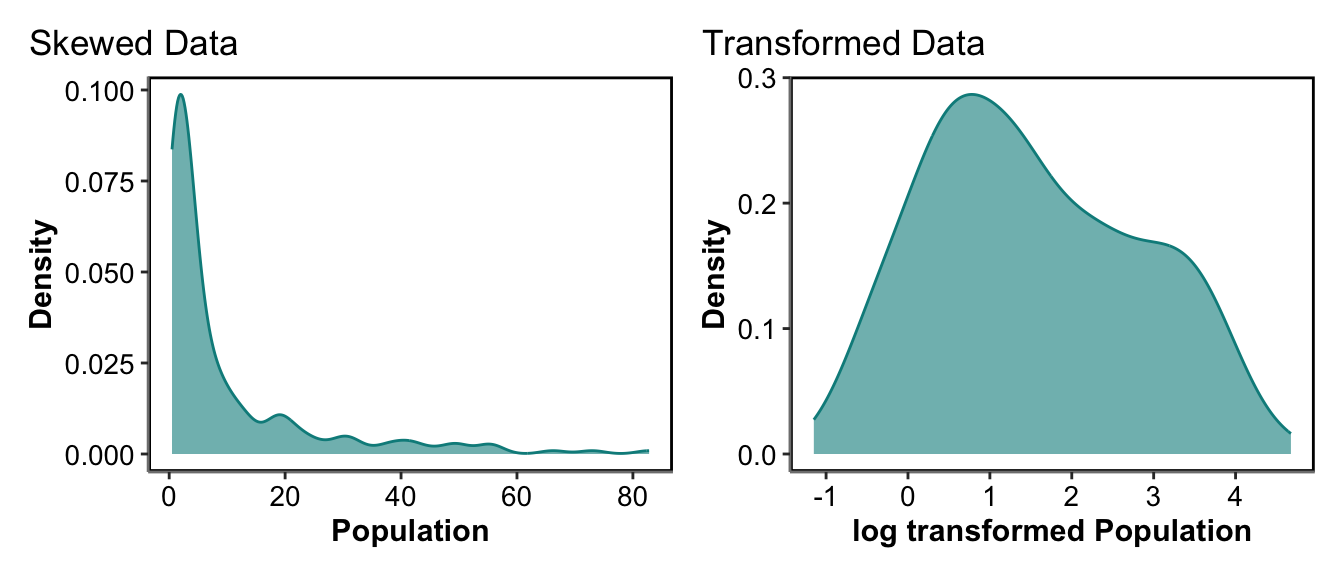 Skewed Data
Density
0.100
0.075
0.050
0.025
0.000
0 20 40 60 80
Population
Transformed Data
Density
0.3
0.2
0.1
0.0
-1 0 1 2 3 4
log transformed Population